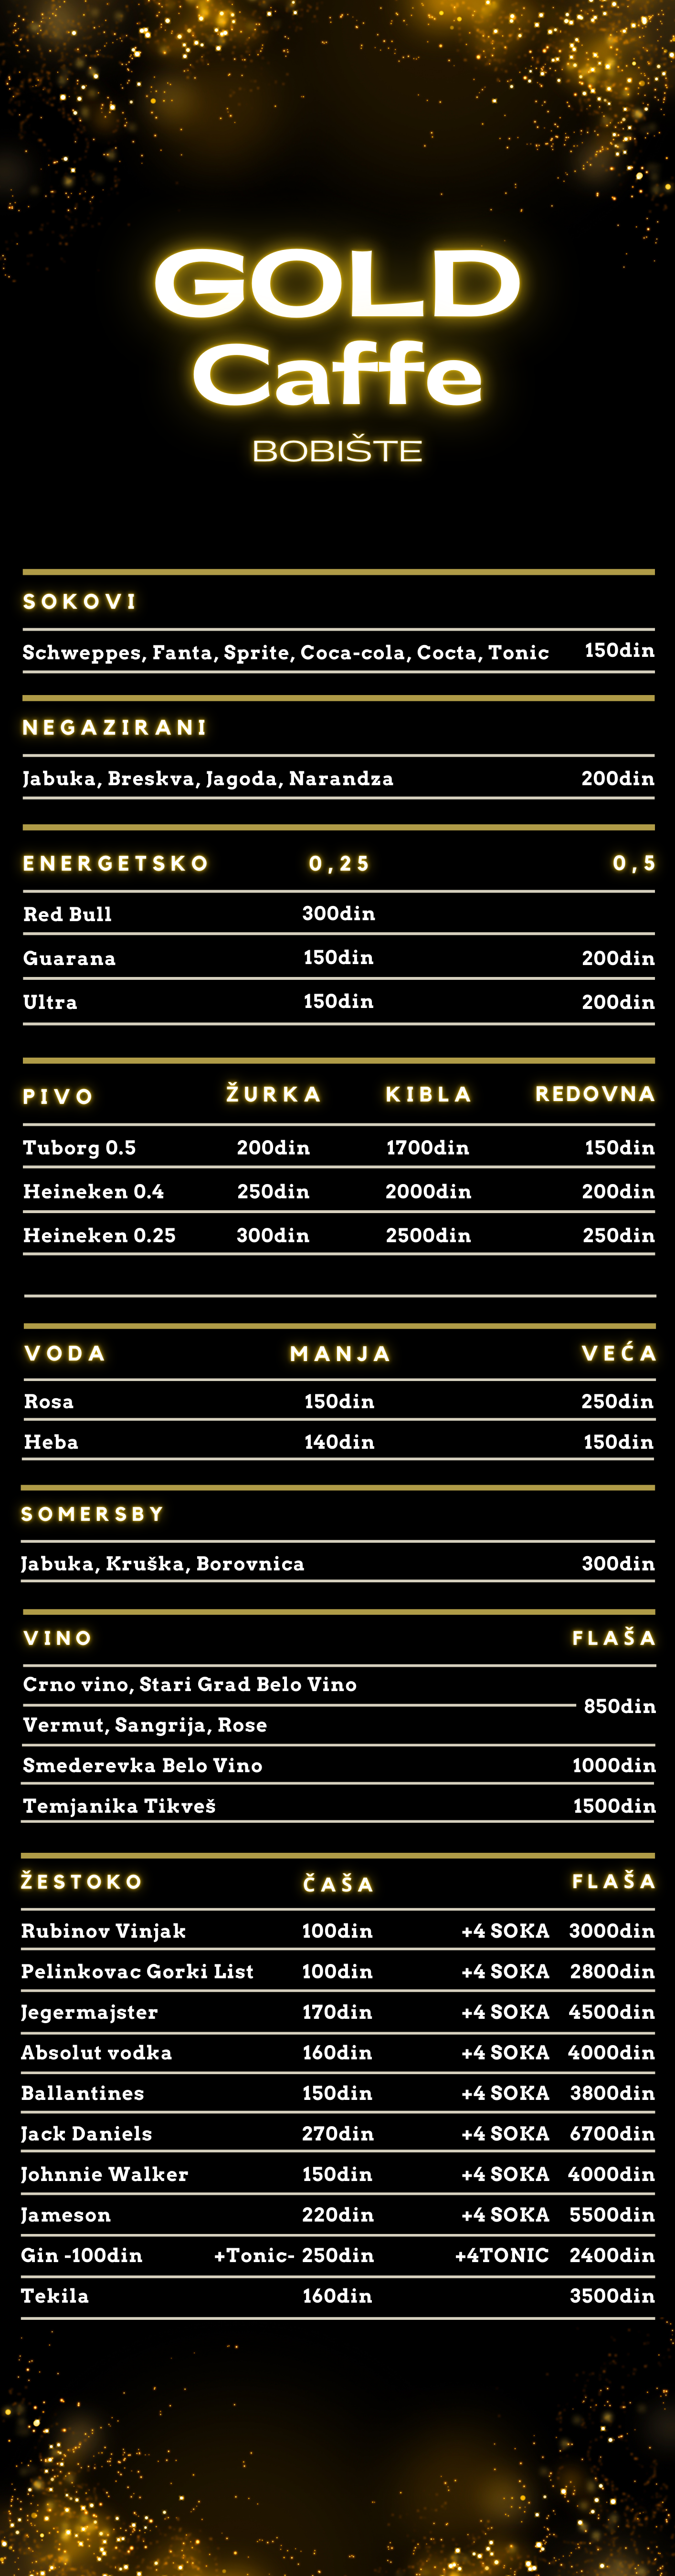 GOLD
Caffe
BOBIŠTE
SOKOVI
Schweppes, Fanta, Sprite, Coca-cola, Cocta, Tonic 150din
NEGAZIRANI
Jabuka, Breskva, Jagoda, Narandza 200din
ENERGETSKO 0,25 0,5
Red Bull 300din
Guarana 150din 200din
Ultra 150din 200din
PIVO ŽURKA KIBLA REDOVNA
Tuborg 0.5 200din 1700din 150din
Heineken 0.4 250din 2000din 200din
Heineken 0.25 300din 2500din 250din
VODA MANJA VEĆA
Rosa 150din 250din
Heba 140din 150din
SOMERSBY
Jabuka, Kruška, Borovnica 300din
VINO FLAŠA
Crno vino, Stari Grad Belo Vino
850din
Vermut, Sangrija, Rose
Smederevka Belo Vino 1000din
Temjanika Tikveš 1500din
ŽESTOKO ČAŠA FLAŠA
Rubinov Vinjak 100din +4 SOKA 3000din
Pelinkovac Gorki List 100din +4 SOKA 2800din
Jegermajster 170din +4 SOKA 4500din
Absolut vodka 160din +4 SOKA 4000din
Ballantines 150din +4 SOKA 3800din
Jack Daniels 270din +4 SOKA 6700din
Johnnie Walker 150din +4 SOKA 4000din
Jameson 220din +4 SOKA 5500din
Gin -100din +Tonic- 250din +4TONIC 2400din
Tekila 160din 3500din